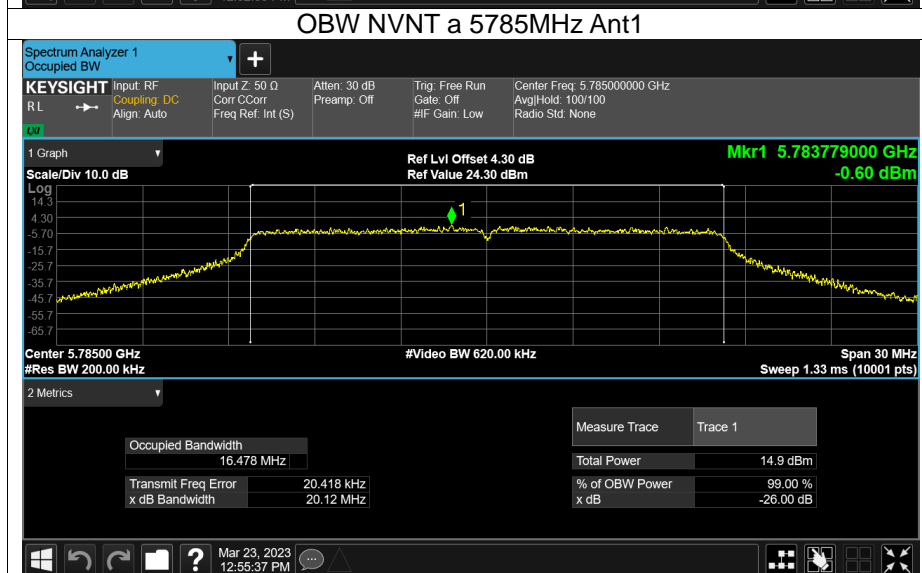 OBW NVNT a 5785MHz Ant1
Spectrum Analyzer 1
Occupied BW
+
KEYSIGHT
RL
LXI
Input: RF
Coupling: DC
Align: Auto
Input Z: 50 Ω
Corr CCorr
Freq Ref: Int (S)
Atten: 30 dB
Preamp: Off
Trig: Free Run
Gate: Off
#IF Gain: Low
Center Freq: 5.785000000 GHz
Avg|Hold: 100/100
Radio Std: None
1 Graph
Scale/Div 10.0 dB
Ref Lvl Offset 4.30 dB
Ref Value 24.30 dBm
Mkr1 5.783779000 GHz
-0.60 dBm
Log
14.3
4.30
-5.70
-15.7
-25.7
-35.7
-45.7
-55.7
-65.7
1
Center 5.78500 GHz
#Res BW 200.00 kHz
#Video BW 620.00 kHz
Span 30 MHz
Sweep 1.33 ms (10001 pts)
2 Metrics
Occupied Bandwidth
16.478 MHz
Transmit Freq Error 20.418 kHz
x dB Bandwidth 20.12 MHz
Measure Trace Trace 1
Total Power 14.9 dBm
% of OBW Power 99.00 %
x dB -26.00 dB
?
Mar 23, 2023
12:55:37 PM